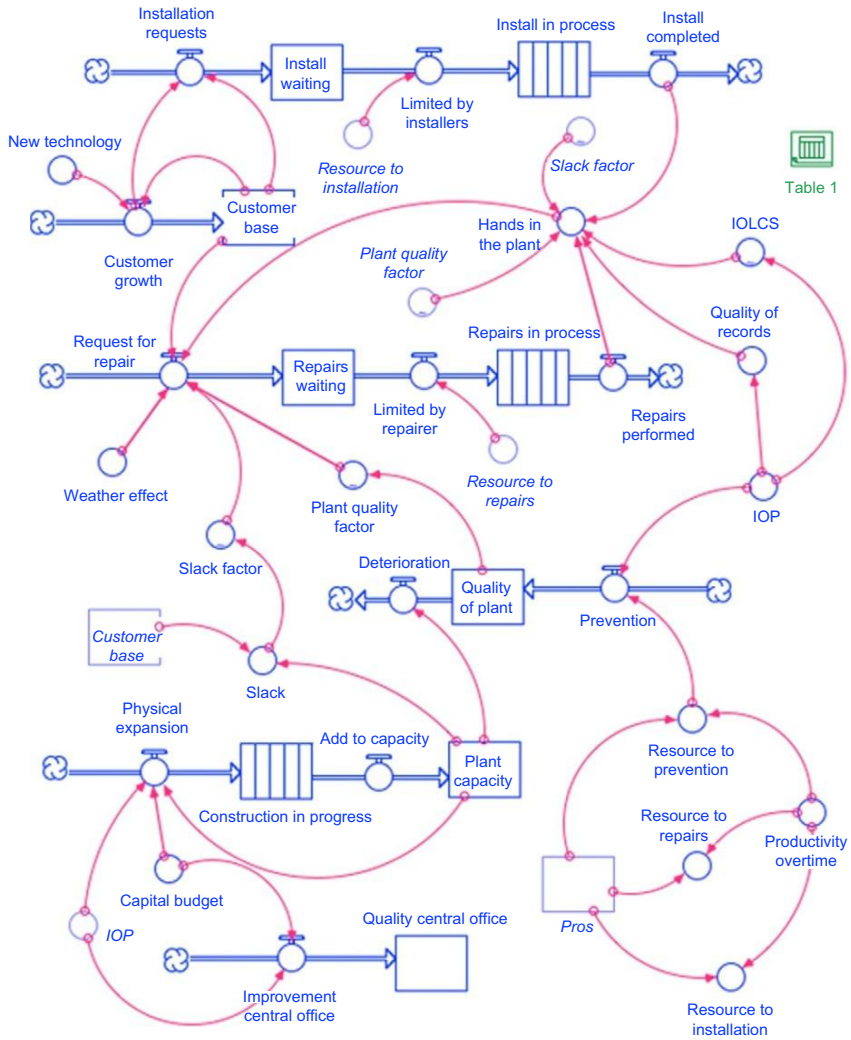 Installation
requests
Install
waiting
Install in process
Install
completed
Limited by
installers
New technology
Resource to
installation
Slack factor
Table 1
Customer
base
Hands in
the plant
IOLCS
Customer
growth
Plant quality
factor
Quality of
records
Request for
repair
Repairs
waiting
Repairs in process
Limited by
repairer
Repairs
performed
Weather effect
Plant quality
factor
Resource to
repairs
IOP
Slack factor
Deterioration
Quality
of plant
Prevention
Customer
base
Slack
Physical
expansion
Add to capacity
Plant
capacity
Construction in progress
Resource to
prevention
Resource to
repairs
Productivity
overtime
Capital budget
IOP
Quality central office
Pros
Improvement
central office
Resource to
installation